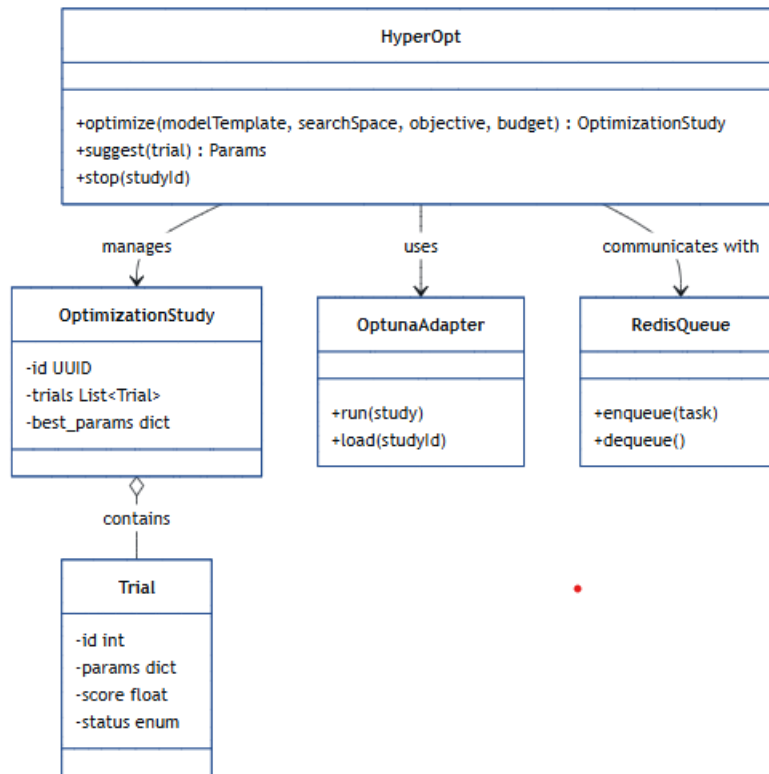 HyperOpt
+optimize(modelTemplate, searchSpace, objective, budget) : OptimizationStudy
+suggest(trial) : Params
+stop(studyId)
manages
uses
communicates with
OptimizationStudy
-id UUID
-trials List<Trial>
-best_params dict
OptunaAdapter
+run(study)
+load(studyId)
RedisQueue
+enqueue(task)
+dequeue()
contains
Trial
-id int
-params dict
-score float
-status enum